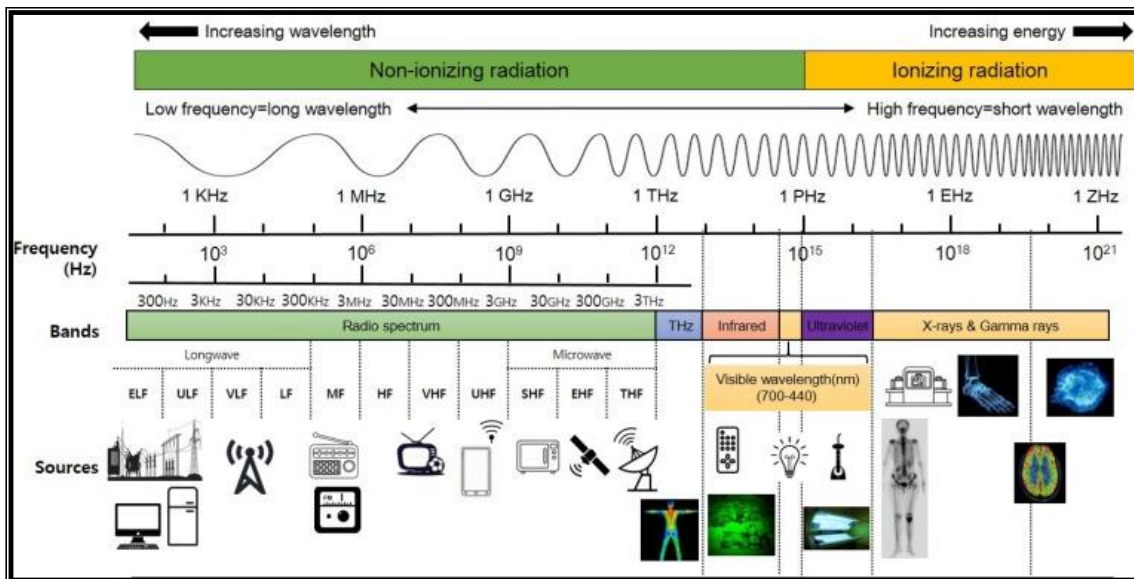 Increasing wavelength Increasing energy
Non-ionizing radiation Ionizing radiation
Low frequency=long wavelength High frequency=short wavelength
1 KHz 1 MHz 1 GHz 1 THz 1 PHz 1 EHz 1 ZHz
Frequency (Hz) 10³ 10⁶ 10⁹ 10¹² 10¹⁵ 10¹⁸ 10²¹
300Hz 3KHz 30KHz 300KHz 3MHz 30MHz 300MHz 3GHz 30GHz 300GHz 3THz
Bands Radio spectrum THz Infrared Ultraviolet X-rays & Gamma rays
Longwave Microwave
Visible wavelength(nm)
(700-440)
ELF ULF VLF LF MF HF VHF UHF SHF EHF THF
Sources